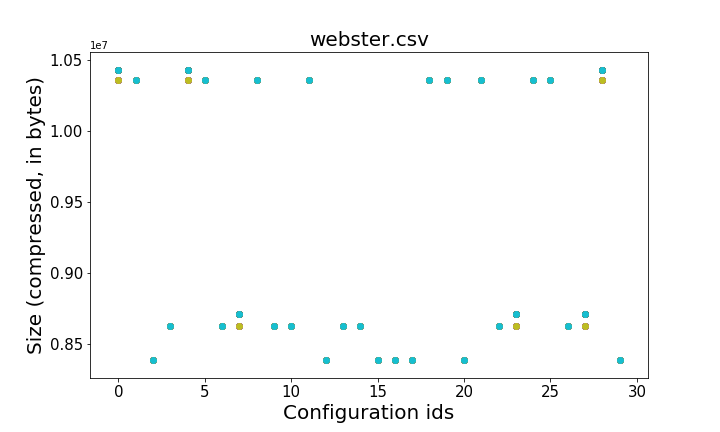 webster.csv
1e7
1.05
1.00
0.95
0.90
0.85
Size (compressed, in bytes)
0 5 10 15 20 25 30
Configuration ids